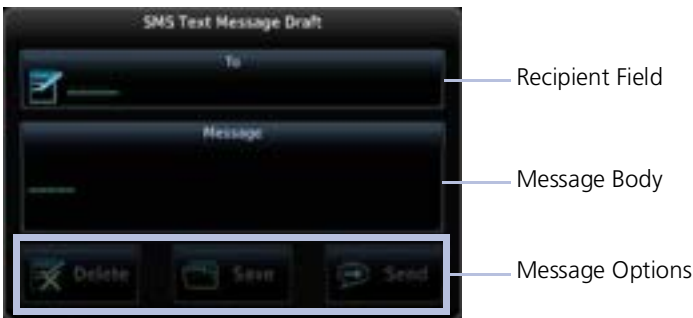 SMS Text Message Draft
To
Recipient Field
Message
Message Body
Delete Save Send
Message Options